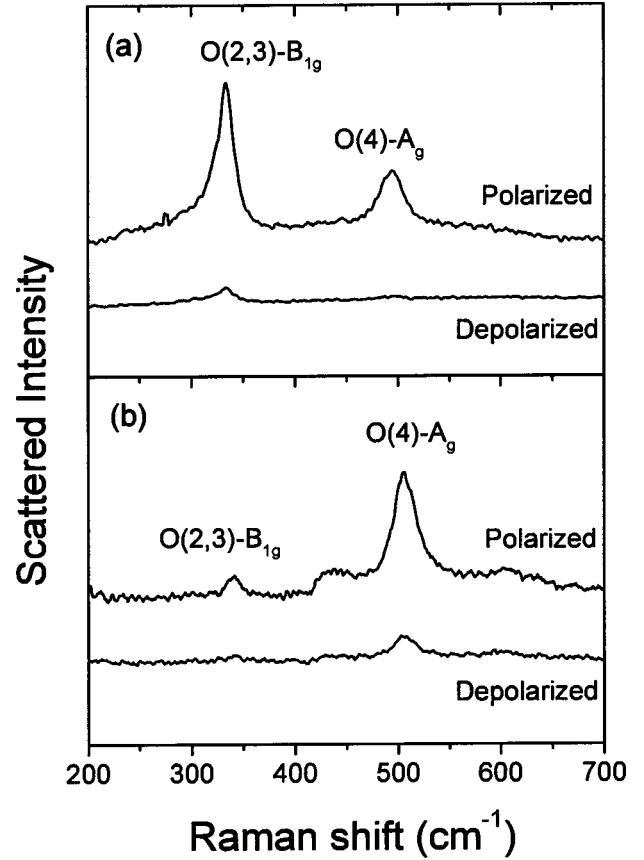 (a)
O(2,3)-B₁g
O(4)-Ag
Polarized
Depolarized
(b)
O(4)-Ag
O(2,3)-B₁g
Polarized
Depolarized
Scattered Intensity
200 300 400 500 600 700
Raman shift (cm⁻¹)